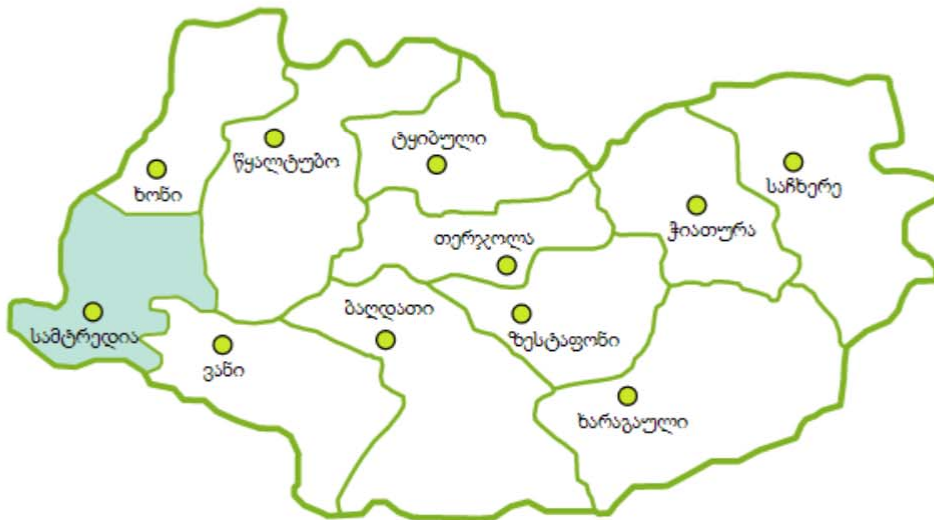 ტყიბული
წყალტუბო
საჩხერე
ხონი
ჭიათურა
თერჯოლა
ბაღდათი
სამტრედია
ზესტაფონი
ვანი
ხარაგაული